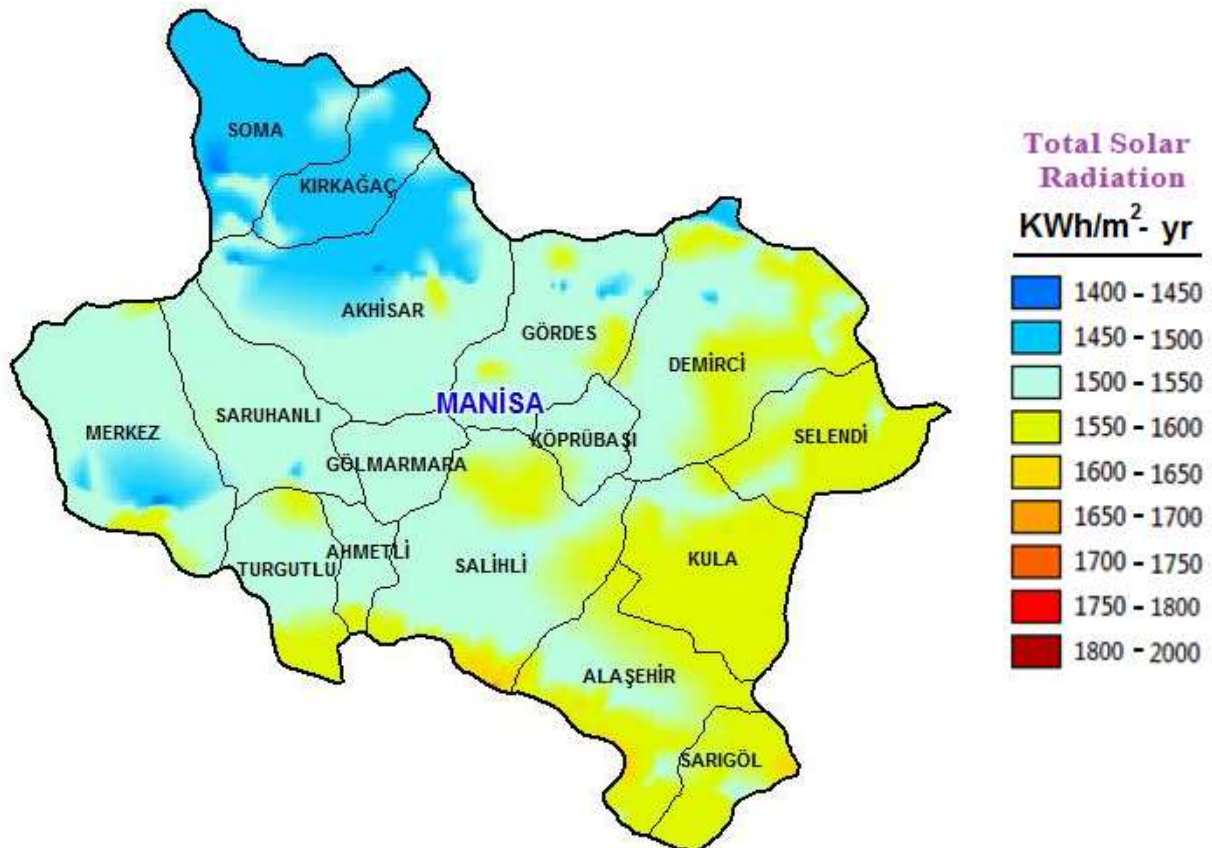 SOMA
KIRKAĞAÇ
AKHİSAR
GÖRDES
DEMİRCİ
MANİSA
SARUHANLI
MERKEZ
KÖPRÜBAŞI
SELENDİ
GÖLMARMARA
AHMETLİ
TURGUTLU
SALİHLİ
KULA
ALAŞEHİR
SARIGÖL
Total Solar
Radiation
KWh/m²- yr
1400 - 1450
1450 - 1500
1500 - 1550
1550 - 1600
1600 - 1650
1650 - 1700
1700 - 1750
1750 - 1800
1800 - 2000